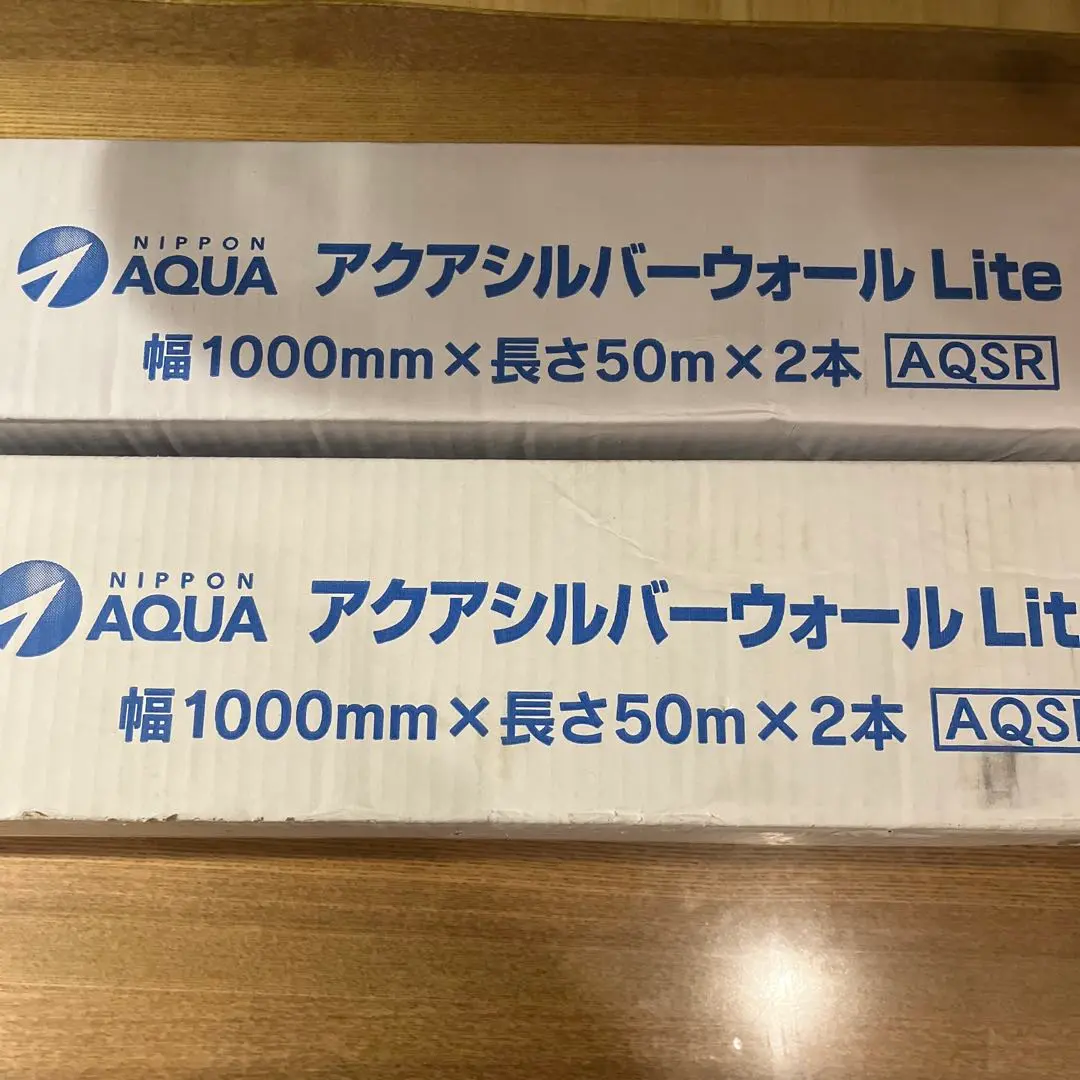 NIPPON
AQUA アクアシルバーウォール Lite
幅1000mm×長さ50m×2本 AQSR
NIPPON
AQUA アクアシルバーウォール Lit
幅1000mm×長さ50m×2本 AQS